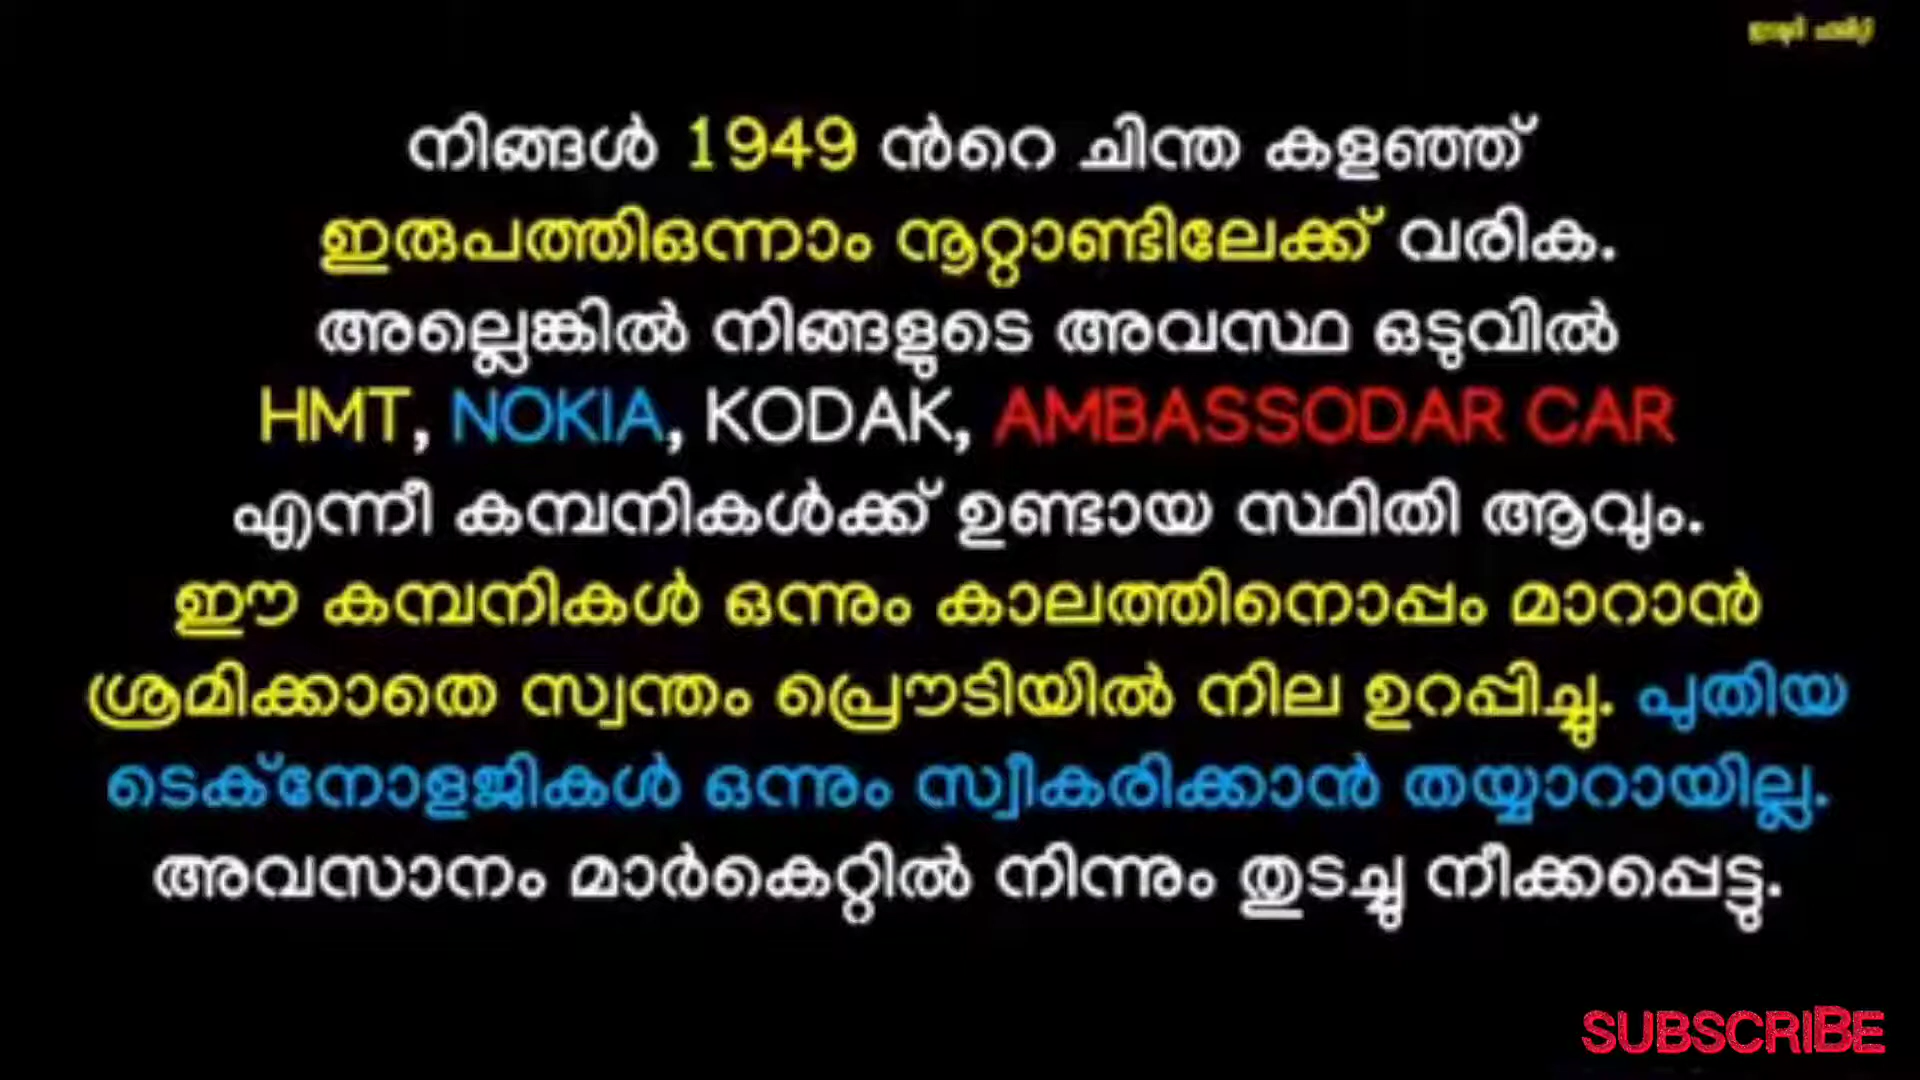 നിങ്ങൾ 1949 ൻറെ ചിന്ത കളഞ്ഞ്
ഇരുപത്തിഒന്നാം നൂറ്റാണ്ടിലേക്ക് വരിക.
അല്ലെങ്കിൽ നിങ്ങളുടെ അവസ്ഥ ഒടുവിൽ
HMT, NOKIA, KODAK, AMBASSODAR CAR
എന്നീ കമ്പനികൾക്ക് ഉണ്ടായ സ്ഥിതി ആവും.
ഈ കമ്പനികൾ ഒന്നും കാലത്തിനൊപ്പം മാറാൻ
ശ്രമിക്കാതെ സ്വന്തം പ്രൌടിയിൽ നില ഉറപ്പിച്ചു. പുതിയ
ടെക്നോളജികൾ ഒന്നും സ്വീകരിക്കാൻ തയ്യാറായില്ല.
അവസാനം മാർകെറ്റിൽ നിന്നും തുടച്ചു നീക്കപ്പെട്ടു.
SUBSCRIBE